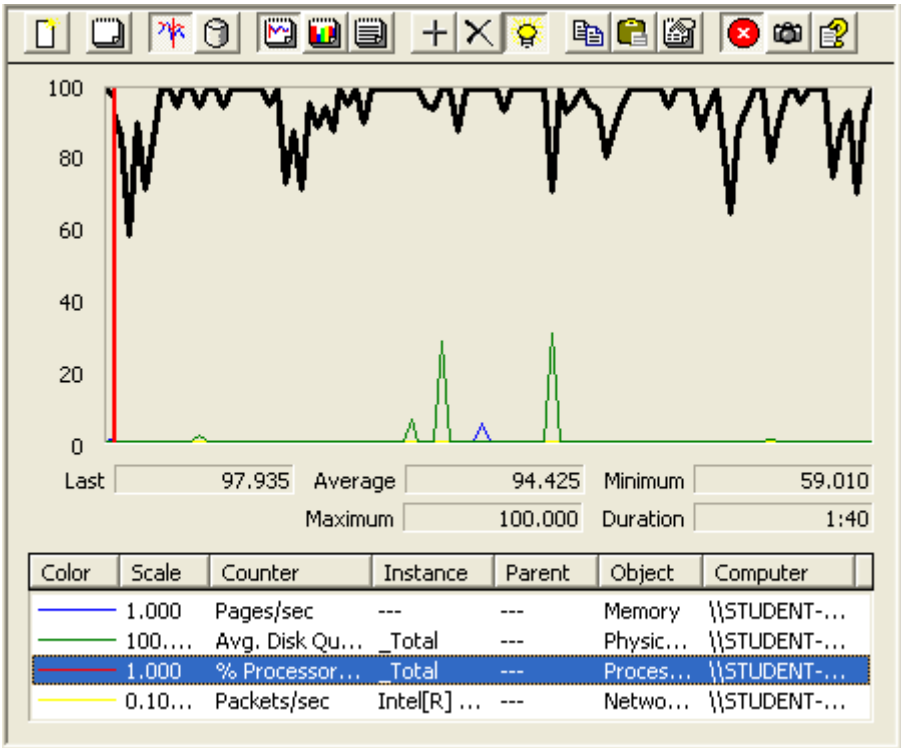 100
80
60
40
20
0
Last 97.935 Average 94.425 Minimum 59.010
Maximum 100.000 Duration 1:40
Color Scale Counter Instance Parent Object Computer
1.000 Pages/sec --- --- Memory \\STUDENT-...
100.... Avg. Disk Qu... _Total --- Physic... \\STUDENT-...
1.000 % Processor... _Total --- Proces... \\STUDENT-...
0.10... Packets/sec Intel[R] ... --- Netwo... \\STUDENT-...